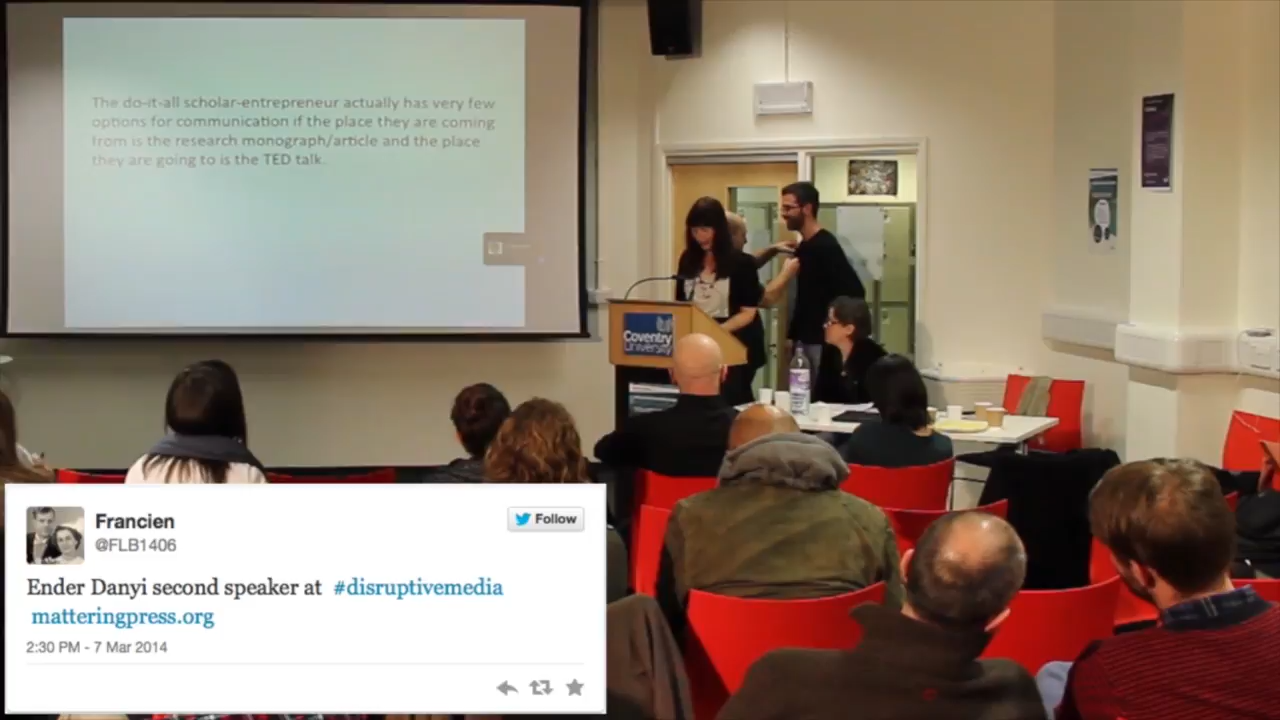 The do-it-all scholar-entrepreneur actually has very few
options for communication if the place they are coming
from is the research monograph/article and the place
they are going to is the TED talk.
Coventry
University
Francien
@FLB1406
Follow
Ender Danyi second speaker at #disruptivemedia
matteringpress.org
2:30 PM - 7 Mar 2014